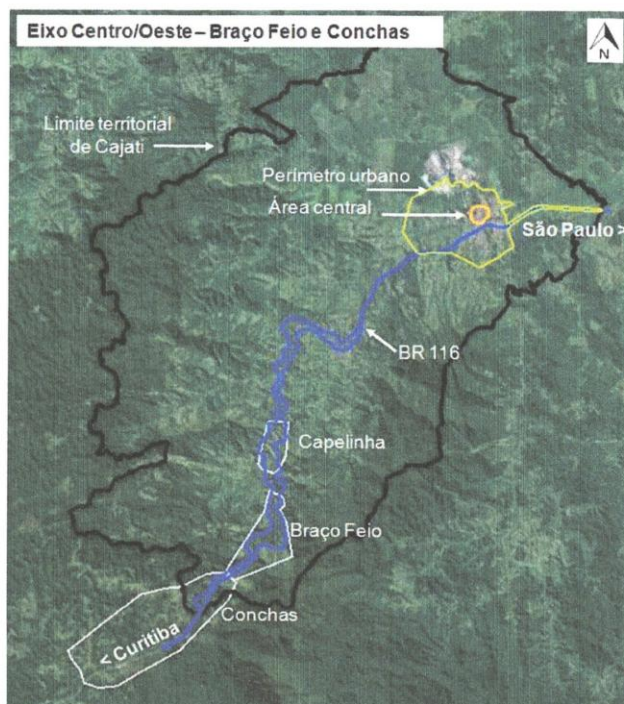 Eixo Centro/Oeste – Braço Feio e Conchas
N
Limite territorial
de Cajati
Perímetro urbano
Área central
São Paulo >
BR 116
Capelinha
Braço Feio
Conchas
< Curitiba